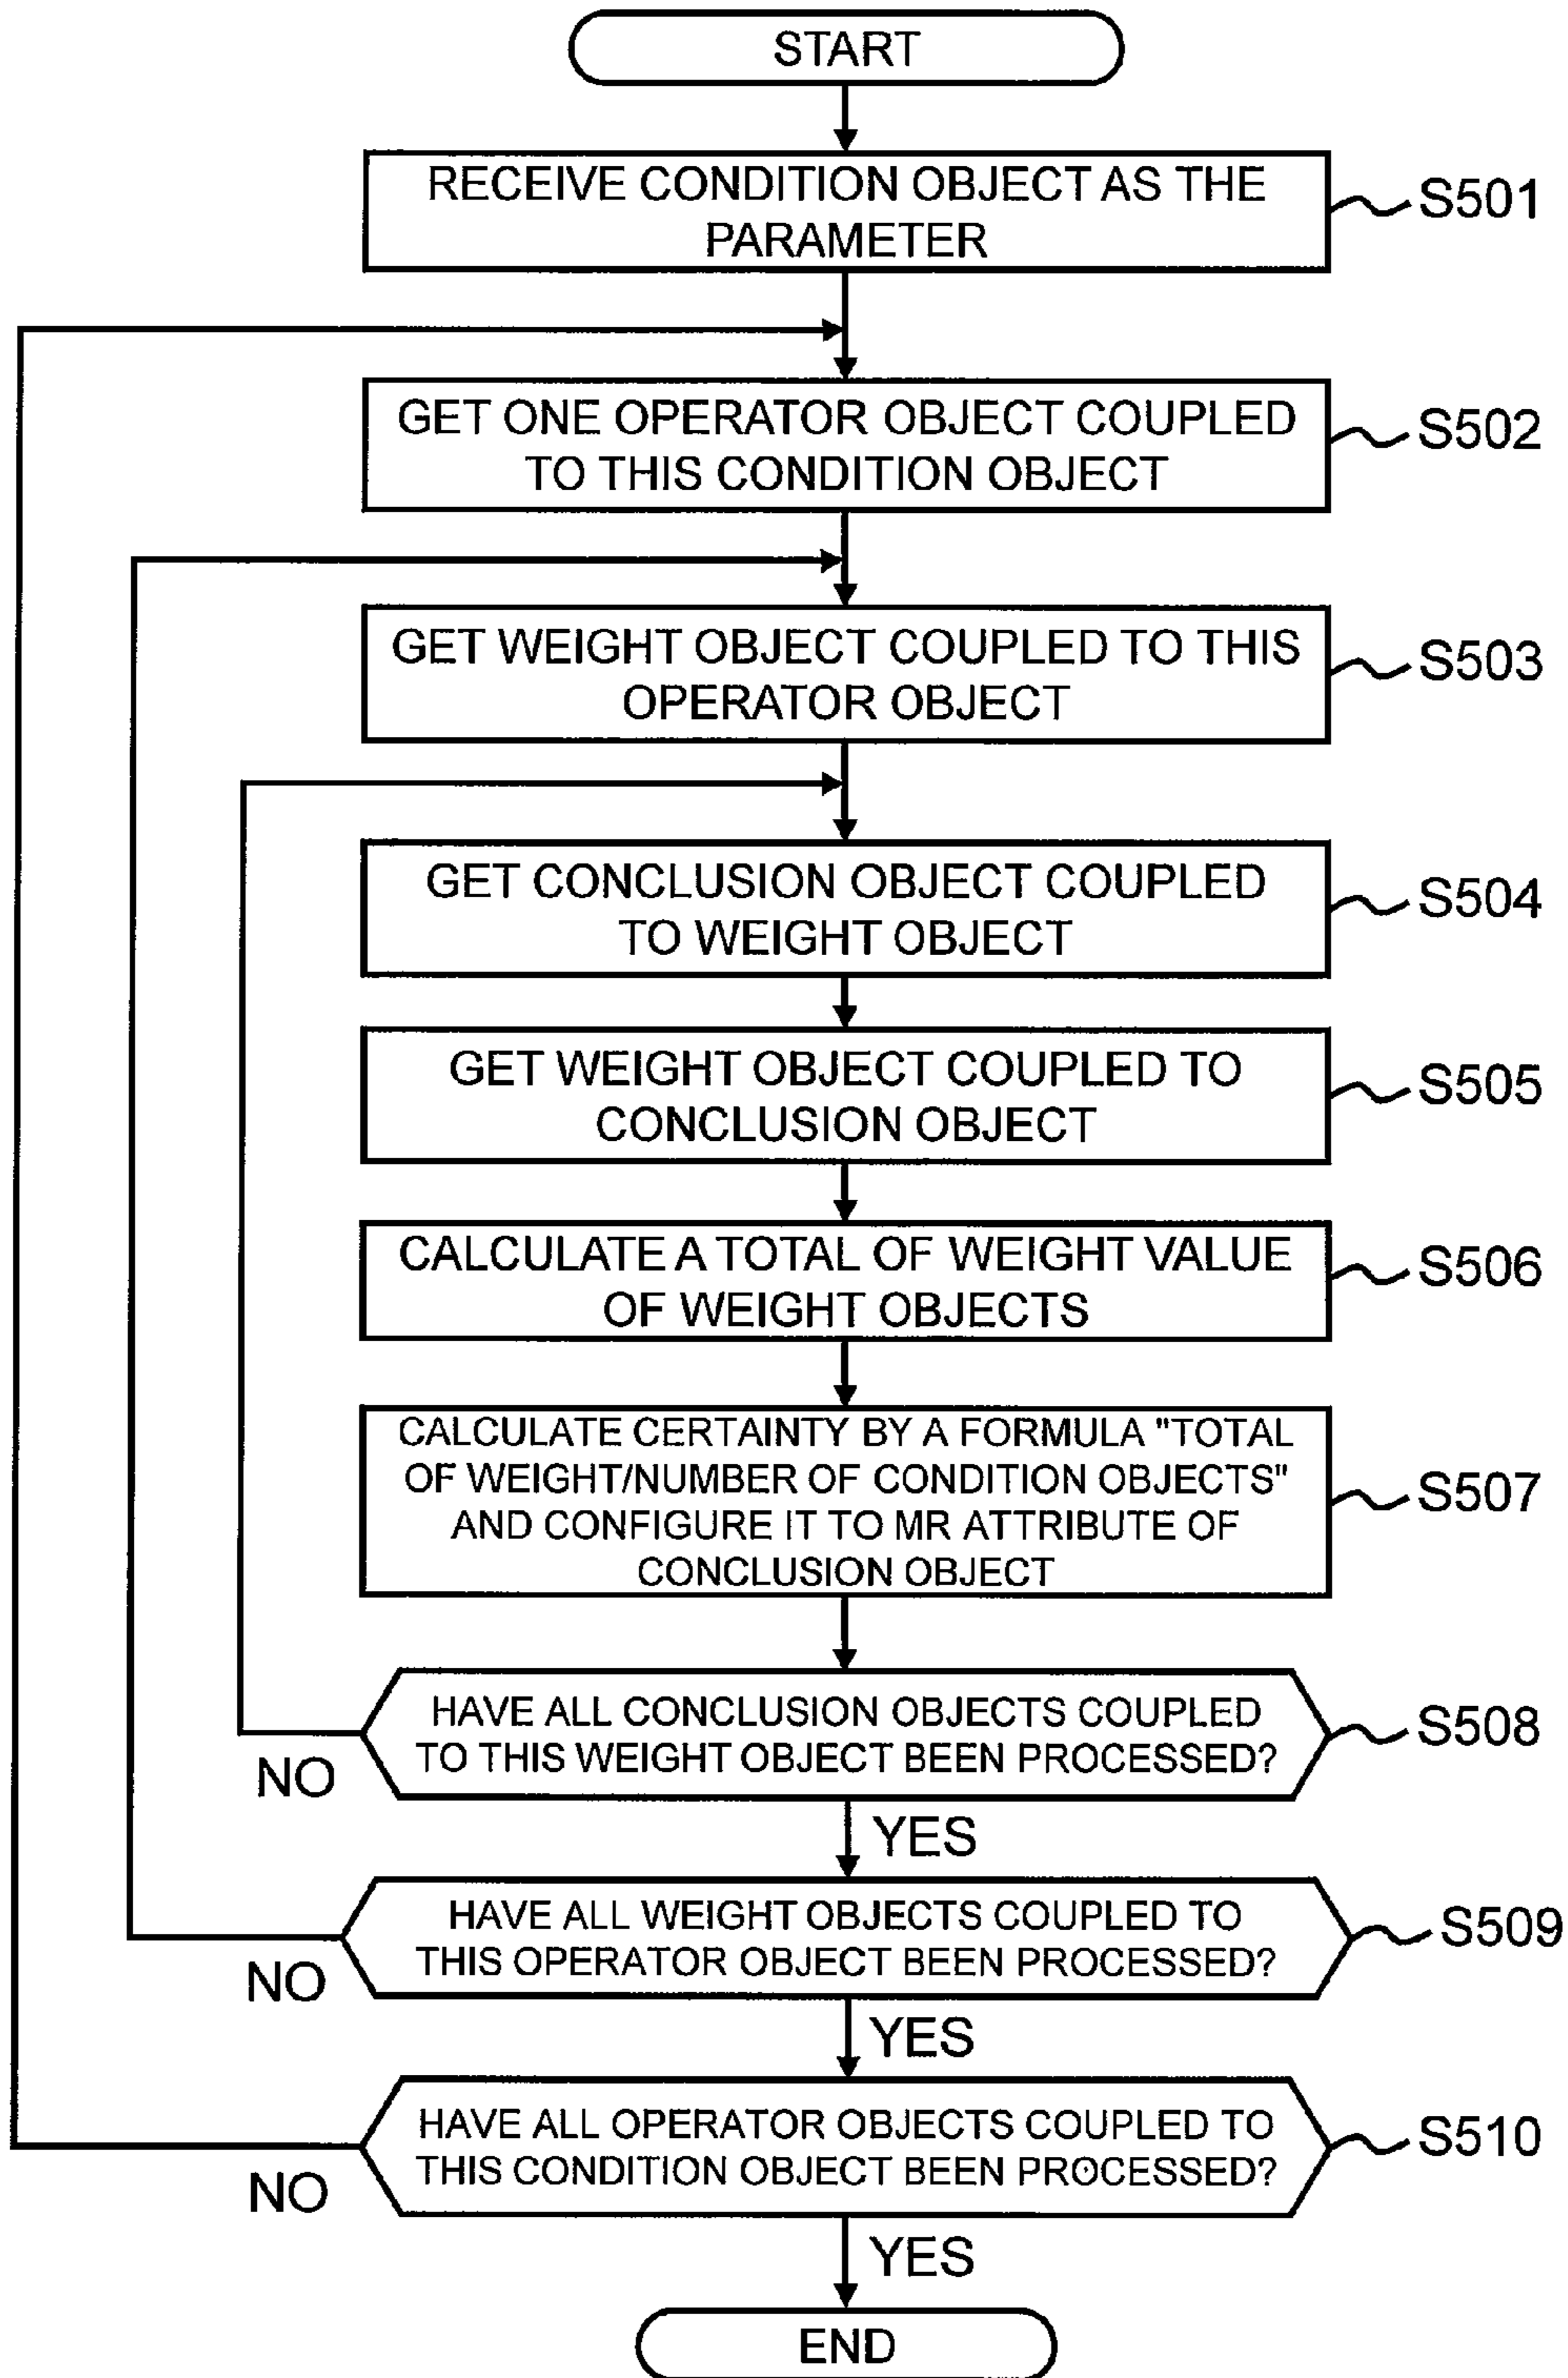 START
RECEIVE CONDITION OBJECT AS THE
PARAMETER
S501
GET ONE OPERATOR OBJECT COUPLED
TO THIS CONDITION OBJECT
S502
GET WEIGHT OBJECT COUPLED TO THIS
OPERATOR OBJECT
S503
GET CONCLUSION OBJECT COUPLED
TO WEIGHT OBJECT
S504
GET WEIGHT OBJECT COUPLED TO
CONCLUSION OBJECT
S505
CALCULATE A TOTAL OF WEIGHT VALUE
OF WEIGHT OBJECTS
S506
CALCULATE CERTAINTY BY A FORMULA "TOTAL
OF WEIGHT/NUMBER OF CONDITION OBJECTS"
AND CONFIGURE IT TO MR ATTRIBUTE OF
CONCLUSION OBJECT
S507
HAVE ALL CONCLUSION OBJECTS COUPLED
TO THIS WEIGHT OBJECT BEEN PROCESSED?
S508
NO
YES
HAVE ALL WEIGHT OBJECTS COUPLED TO
THIS OPERATOR OBJECT BEEN PROCESSED?
S509
NO
YES
HAVE ALL OPERATOR OBJECTS COUPLED TO
THIS CONDITION OBJECT BEEN PROCESSED?
S510
NO
YES
END